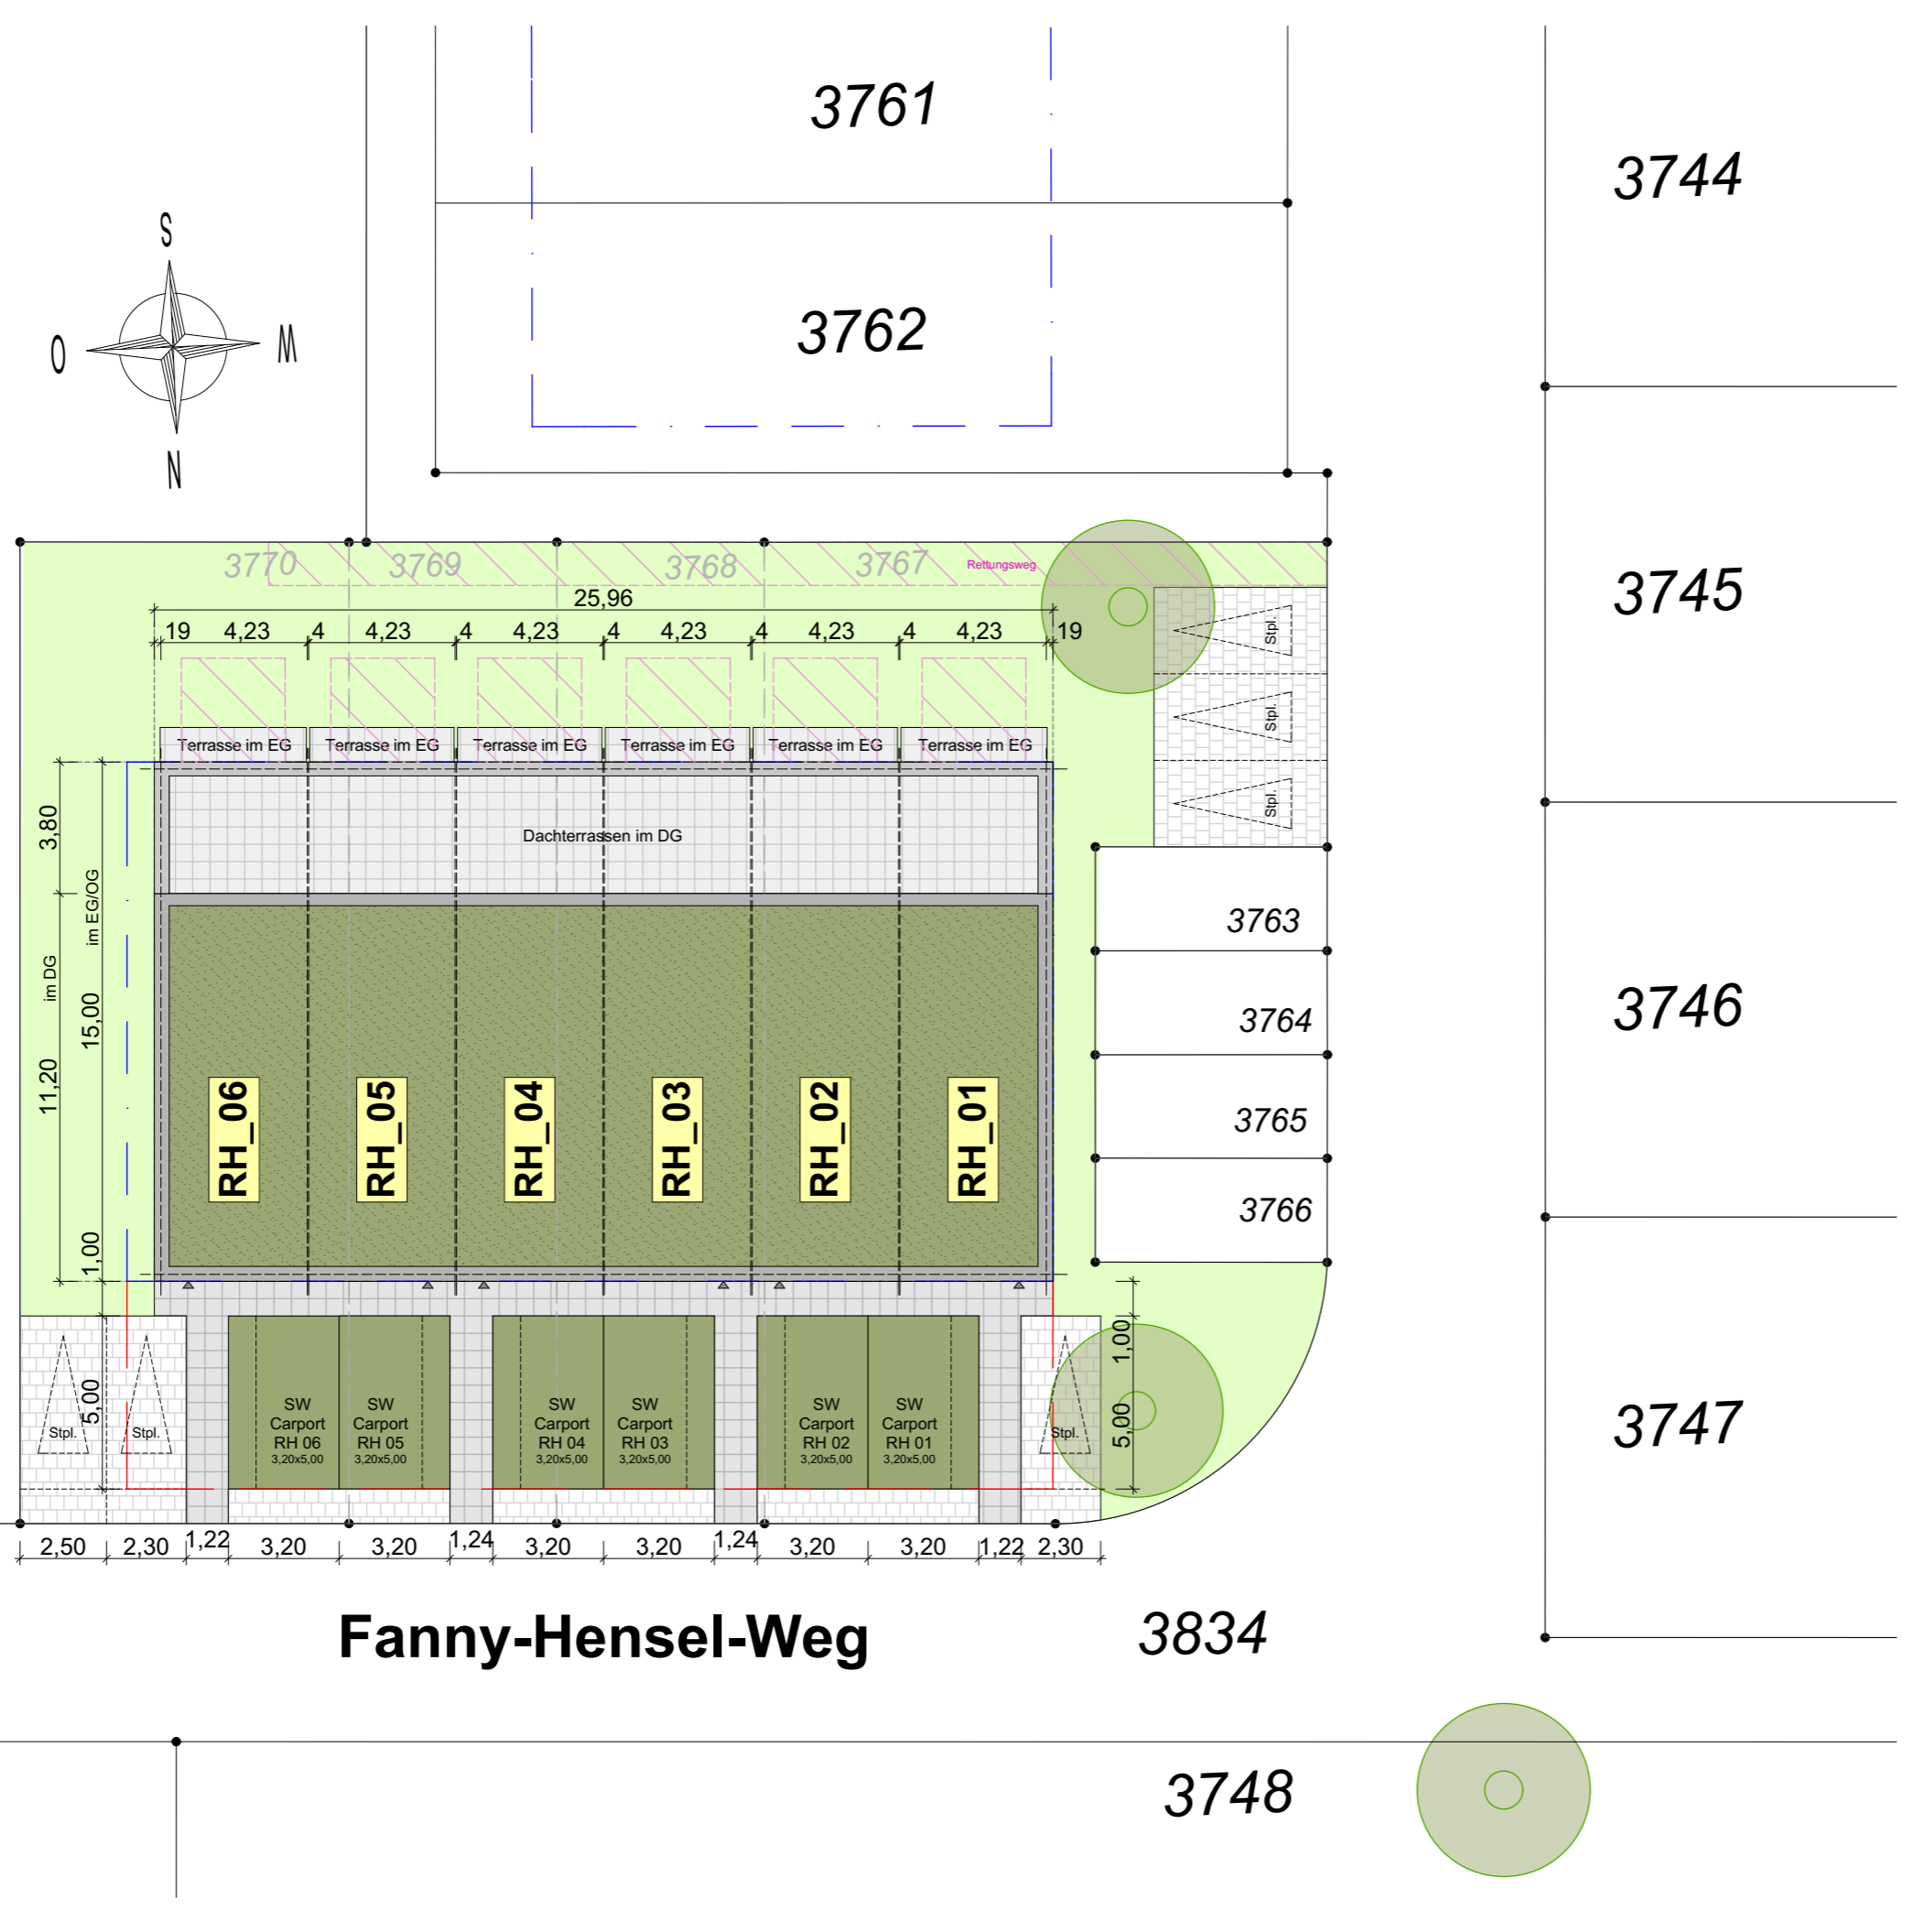 3761
3744
S
O
W
3762
N
3770
3769
3768
3767
Rettungsweg
25,96
19
4,23
4
4,23
4
4,23
4
4,23
4
4,23
4
4,23
19
3745
Stpl.
Stpl.
Stpl.
Terrasse im EG
Terrasse im EG
Terrasse im EG
Terrasse im EG
Terrasse im EG
Terrasse im EG
3,80
Dachterrassen im DG
im EG/OG
im DG
15,00
11,20
1,00
3763
3764
3765
3766
3746
RH_06
RH_05
RH_04
RH_03
RH_02
RH_01
5,00
Stpl.
Stpl.
SW
Carport
RH 06
3,20x5,00
SW
Carport
RH 05
3,20x5,00
SW
Carport
RH 04
3,20x5,00
SW
Carport
RH 03
3,20x5,00
SW
Carport
RH 02
3,20x5,00
SW
Carport
RH 01
3,20x5,00
Stpl.
1,00
5,00
3747
2,50
2,30
1,22
3,20
3,20
1,24
3,20
3,20
1,24
3,20
3,20
1,22
2,30
Fanny-Hensel-Weg
3834
3748